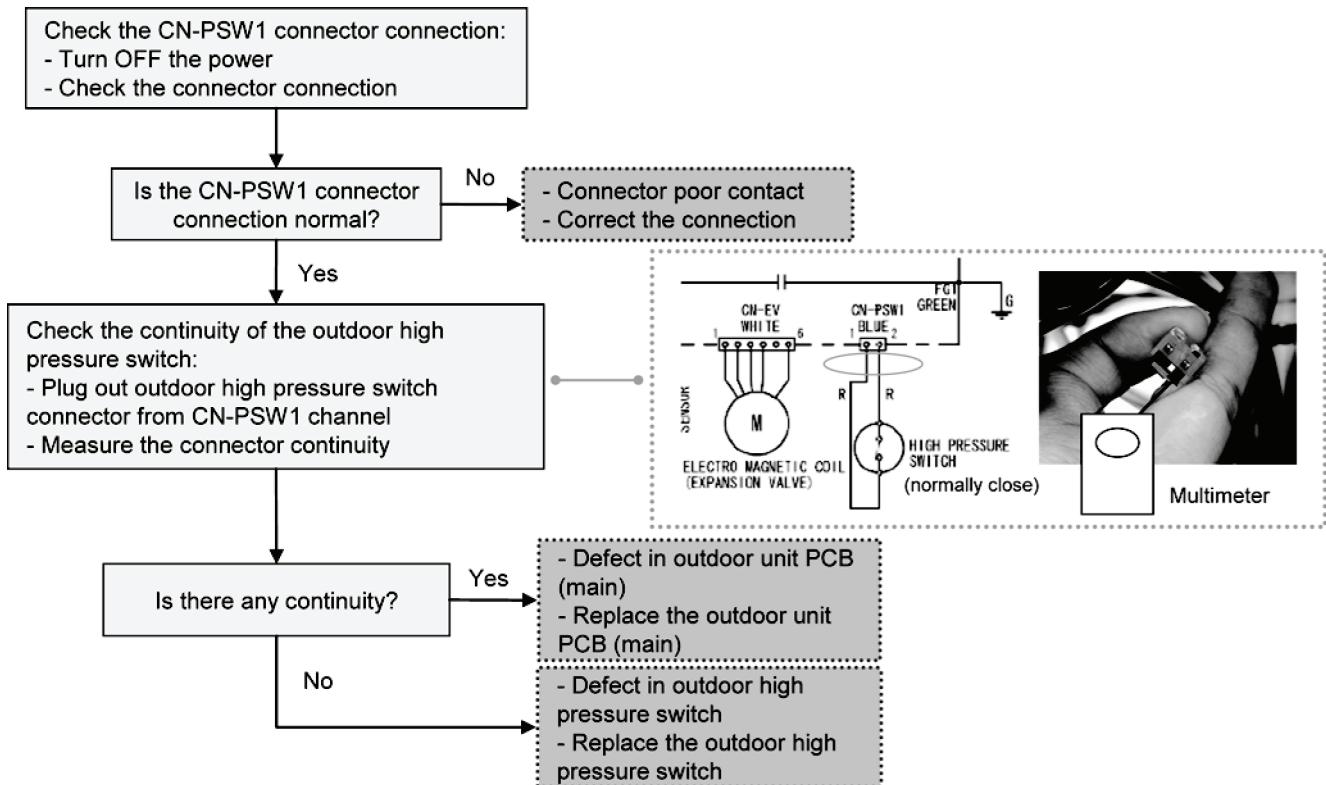 Check the CN-PSW1 connector connection:
- Turn OFF the power
- Check the connector connection
Is the CN-PSW1 connector
connection normal?
No
- Connector poor contact
- Correct the connection
Yes
Check the continuity of the outdoor high
pressure switch:
- Plug out outdoor high pressure switch
connector from CN-PSW1 channel
- Measure the connector continuity
FG1
GREEN
G
CN-EV
WHITE
1
6
CN-PSW1
BLUE
1
2
SENSOR
M
R
R
ELECTRO MAGNETIC COIL
(EXPANSION VALVE)
HIGH PRESSURE
SWITCH
(normally close)
Multimeter
Is there any continuity?
Yes
- Defect in outdoor unit PCB
(main)
- Replace the outdoor unit
PCB (main)
No
- Defect in outdoor high
pressure switch
- Replace the outdoor high
pressure switch